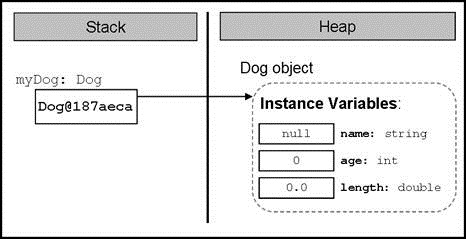 Stack
Heap
myDog: Dog
Dog@187aeca
Dog object
Instance Variables:
null name: string
0 age: int
0.0 length: double